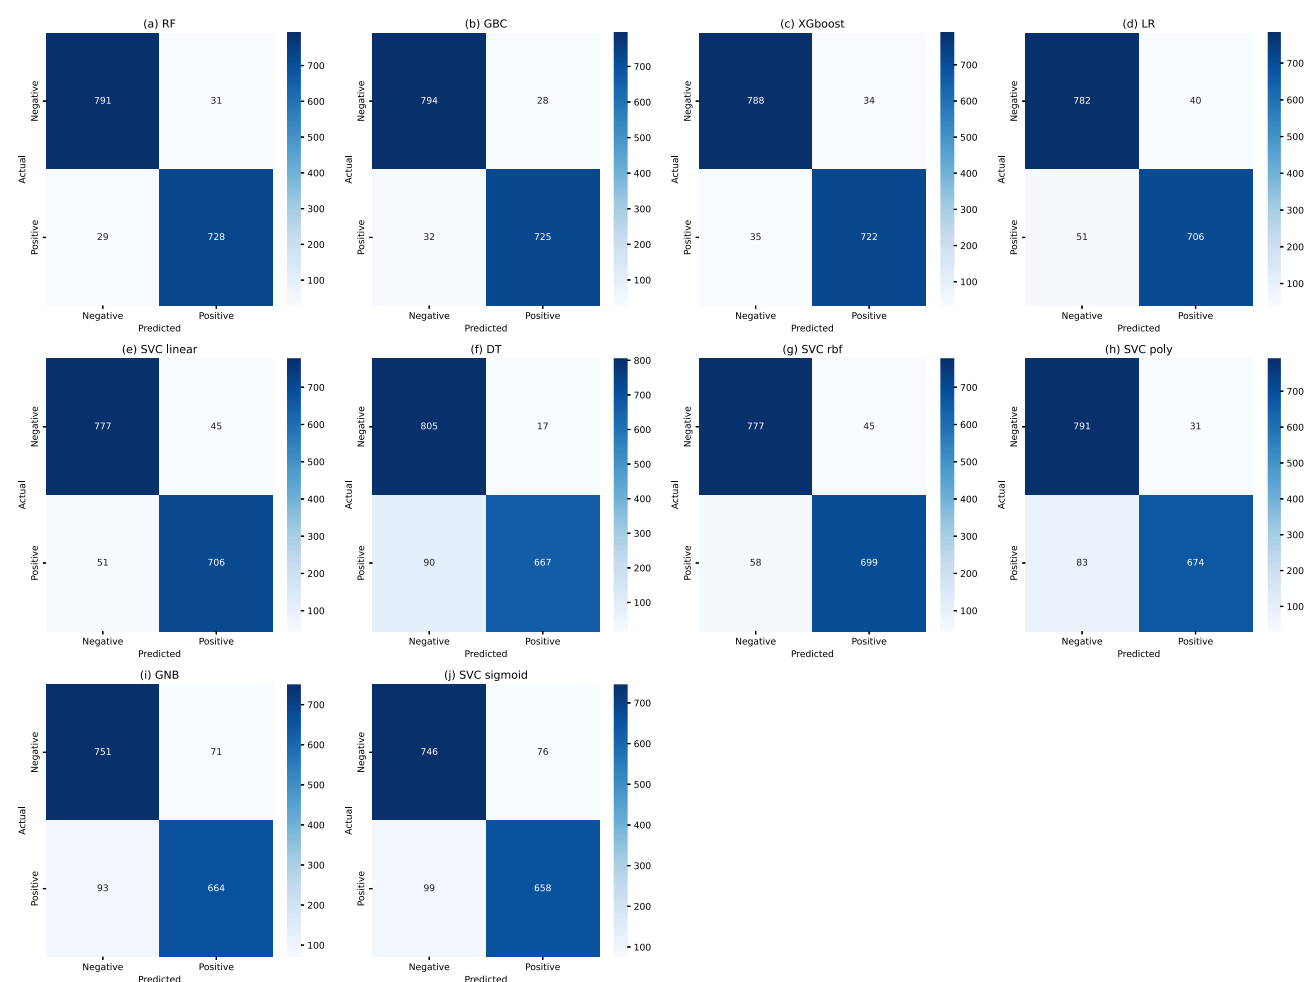 (a) RF
(b) GBC
(c) XGboost
(d) LR
Negative
791
31
700
600
500
400
300
200
100
Actual
Positive
29
728
Negative
Positive
Predicted
Negative
794
28
700
600
500
400
300
200
100
Actual
Positive
32
725
Negative
Positive
Predicted
Negative
788
34
700
600
500
400
300
200
100
Actual
Positive
35
722
Negative
Positive
Predicted
Negative
782
40
700
600
500
400
300
200
100
Actual
Positive
51
706
Negative
Positive
Predicted
(e) SVC linear
(f) DT
(g) SVC rbf
(h) SVC poly
Negative
777
45
700
600
500
400
300
200
100
Actual
Positive
51
706
Negative
Positive
Predicted
Negative
805
17
800
700
600
500
400
300
200
100
Actual
Positive
90
667
Negative
Positive
Predicted
Negative
777
45
700
600
500
400
300
200
100
Actual
Positive
58
699
Negative
Positive
Predicted
Negative
791
31
700
600
500
400
300
200
100
Actual
Positive
83
674
Negative
Positive
Predicted
(i) GNB
(j) SVC sigmoid
Negative
751
71
700
600
500
400
300
200
100
Actual
Positive
93
664
Negative
Positive
Predicted
Negative
746
76
700
600
500
400
300
200
100
Actual
Positive
99
658
Negative
Positive
Predicted